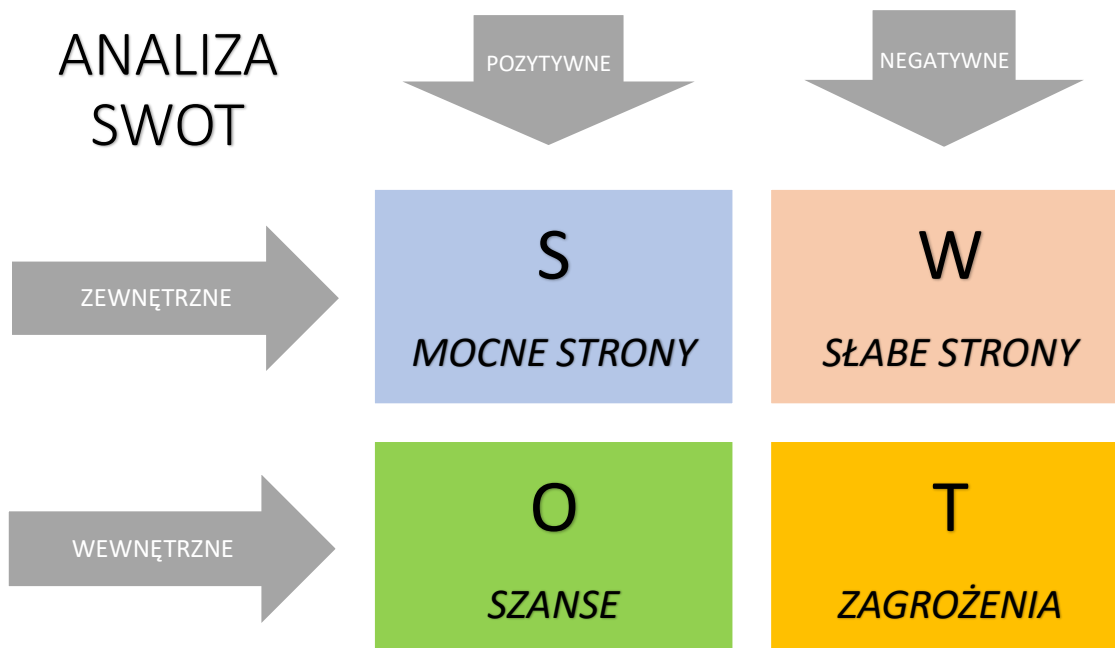 ANALIZA
SWOT
POZYTYWNE
NEGATYWNE
ZEWNĘTRZNE
S
MOCNE STRONY
W
SŁABE STRONY
WEWNĘTRZNE
O
SZANSE
T
ZAGROŻENIA